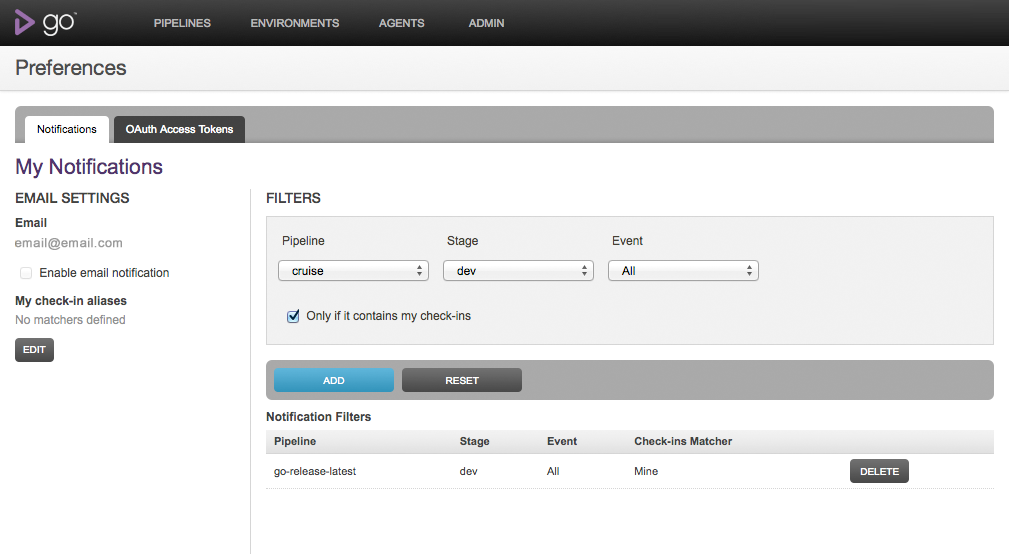 go™
PIPELINES ENVIRONMENTS AGENTS ADMIN
Preferences
Notifications OAuth Access Tokens
My Notifications
EMAIL SETTINGS
Email
email@email.com
Enable email notification
My check-in aliases
No matchers defined
EDIT
FILTERS
Pipeline Stage Event
cruise dev All
Only if it contains my check-ins
ADD RESET
Notification Filters
Pipeline Stage Event Check-ins Matcher
go-release-latest dev All Mine DELETE